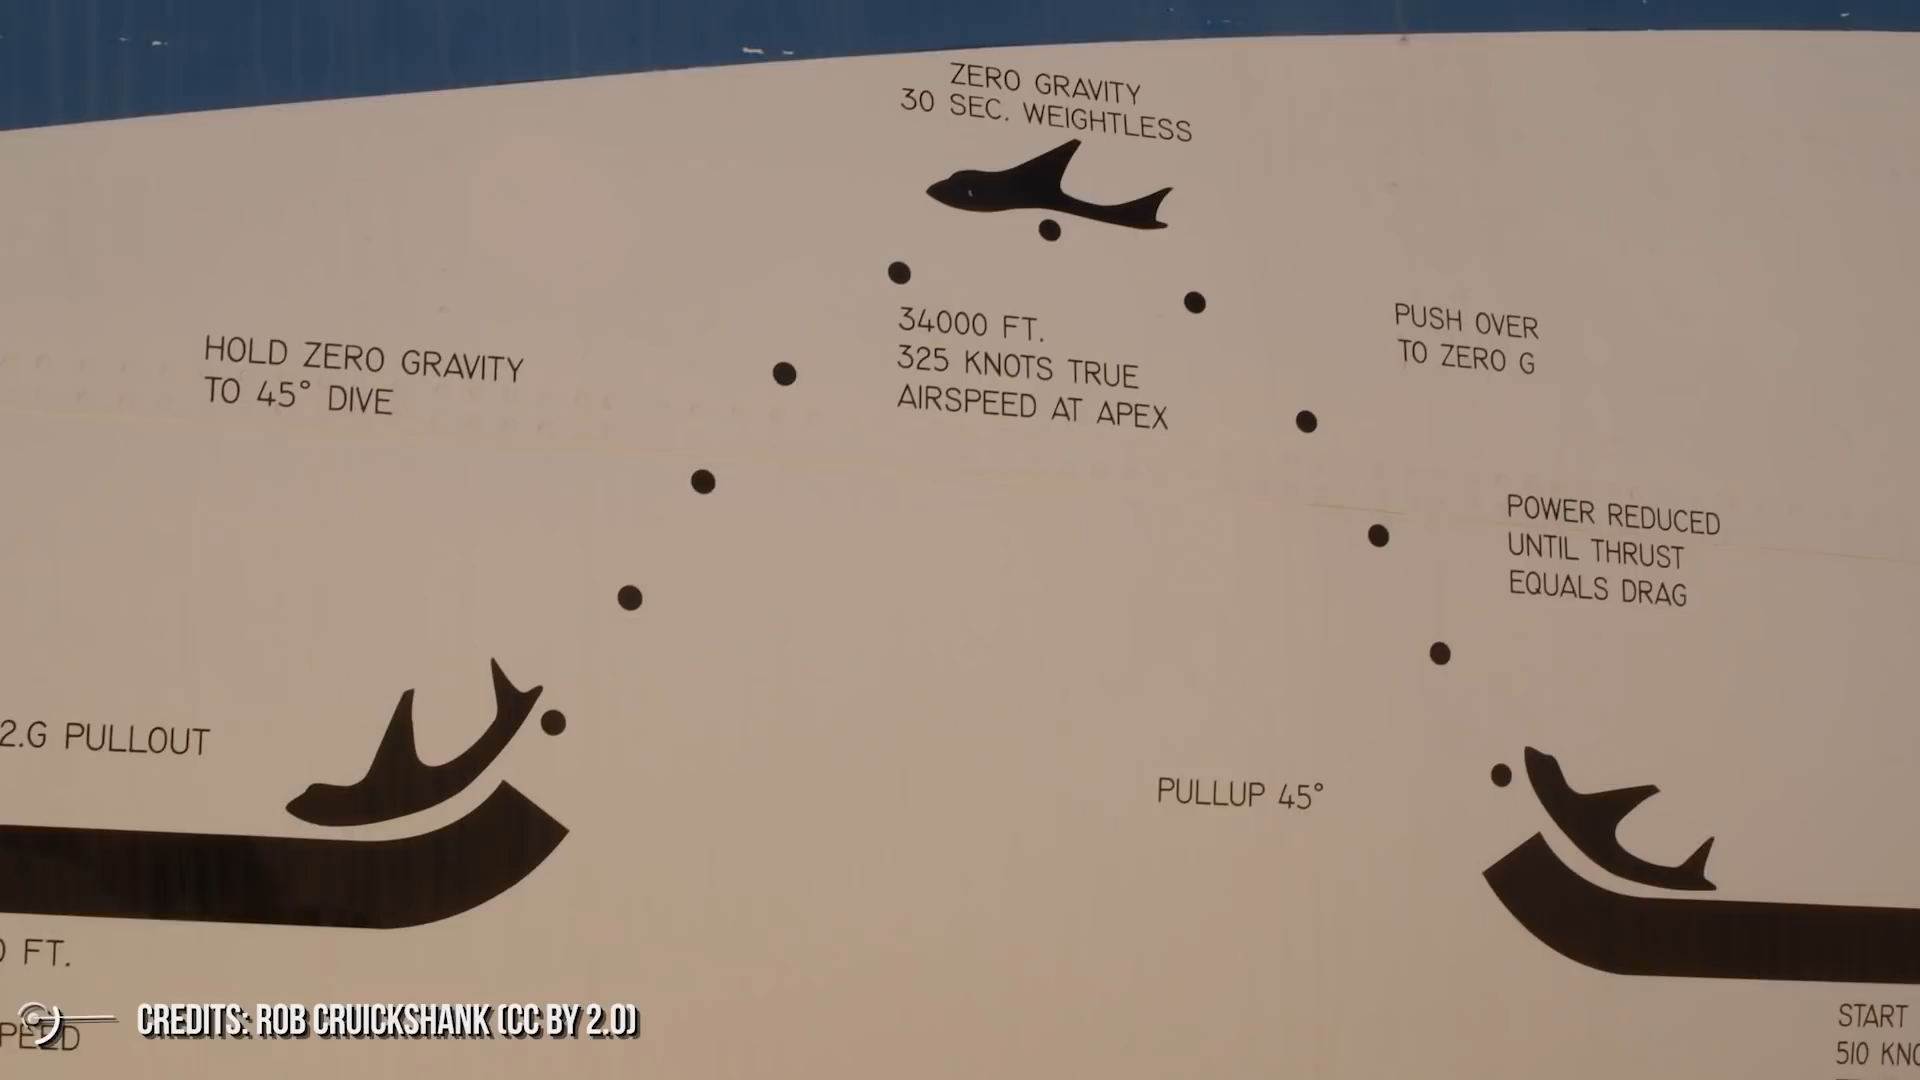 ZERO GRAVITY
30 SEC. WEIGHTLESS
34000 FT.
325 KNOTS TRUE
AIRSPEED AT APEX
PUSH OVER
TO ZERO G
HOLD ZERO GRAVITY
TO 45° DIVE
POWER REDUCED
UNTIL THRUST
EQUALS DRAG
2.G PULLOUT
PULLUP 45°
FT.
START
510
CREDITS: ROB CRUICKSHANK (CC BY 2.0)